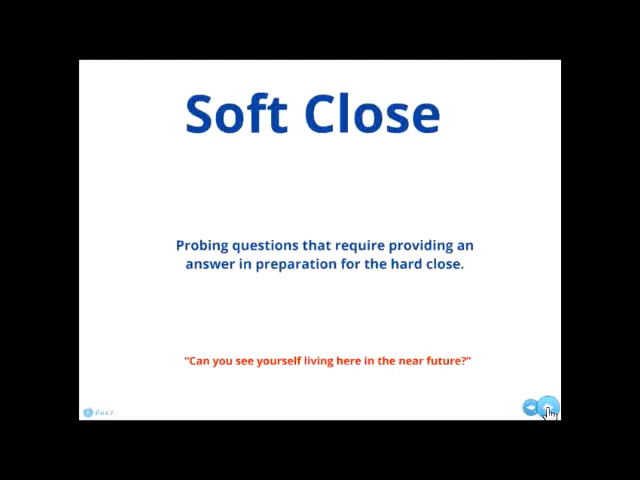 Soft Close
Probing questions that require providing an
answer in preparation for the hard close.
“Can you see yourself living here in the near future?”